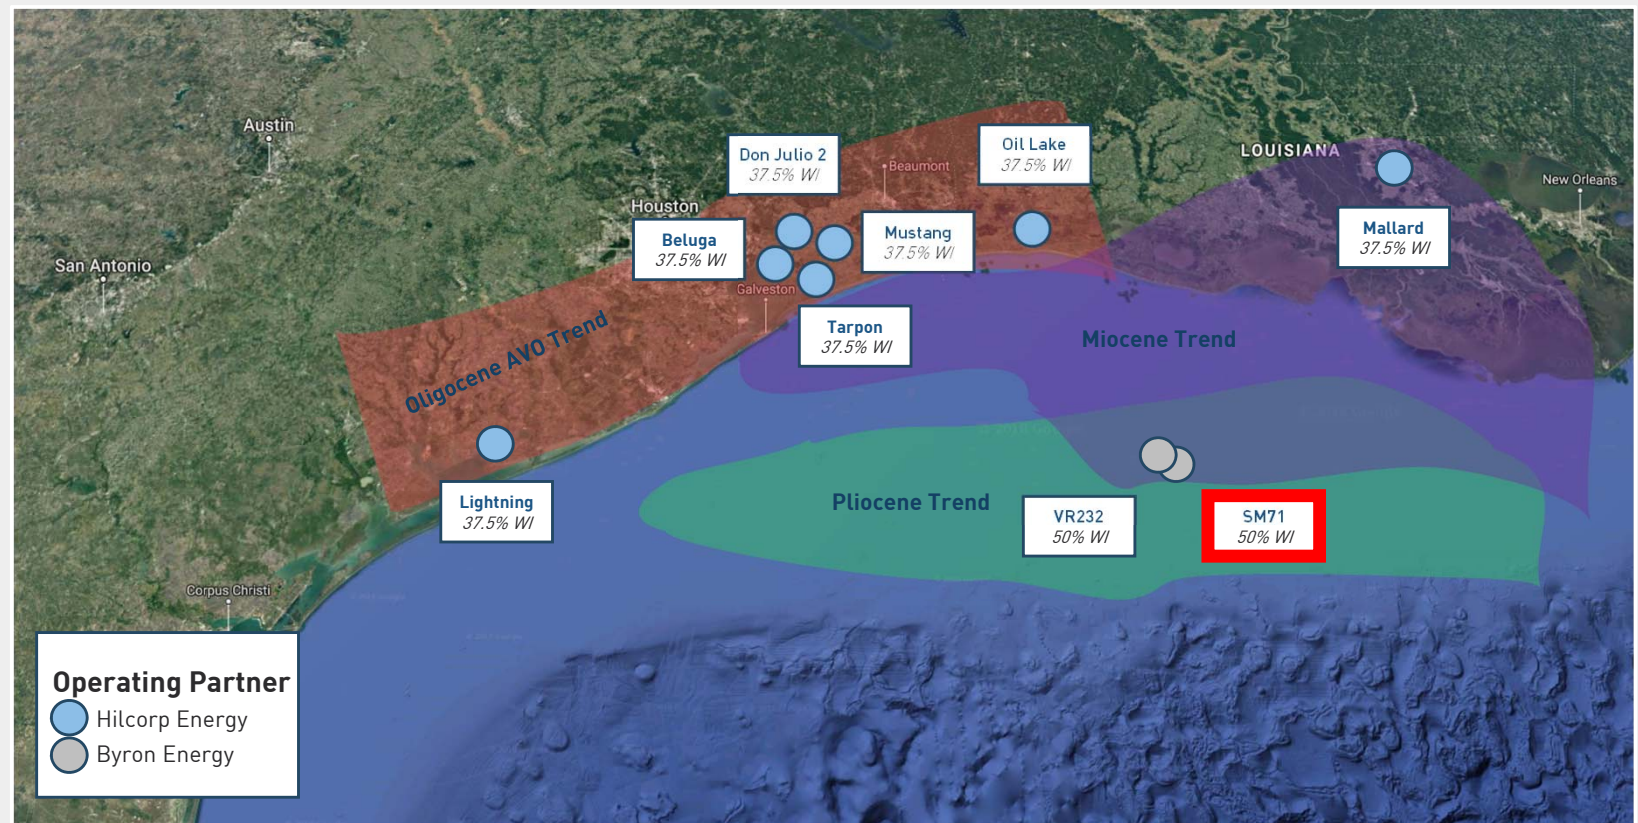 Austin
Don Julio 2
37.5% WI
Oil Lake
37.5% WI
LOUISIANA
Beaumont
New Orleans
Houston
Beluga
37.5% WI
Mustang
37.5% WI
Mallard
37.5% WI
San Antonio
Galveston
Tarpon
37.5% WI
Miocene Trend
Oligocene AVO Trend
Lightning
37.5% WI
Pliocene Trend
VR232
50% WI
SM71
50% WI
Corpus Christi
Operating Partner
Hilcorp Energy
Byron Energy